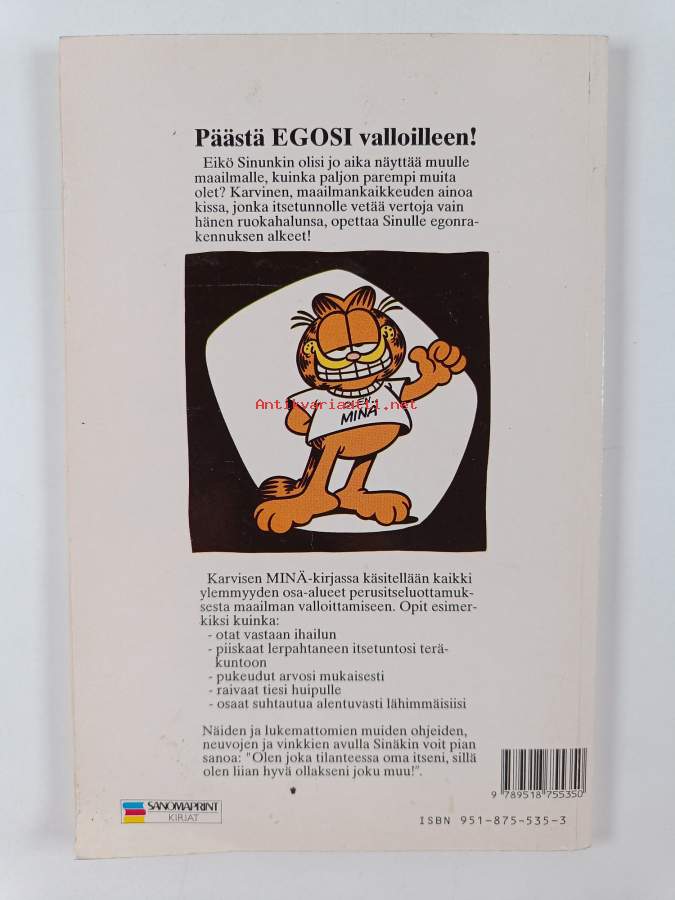 Päästä EGOSI valloilleen!
Eikö Sinunkin olisi jo aika näyttää muulle
maailmalle, kuinka paljon parempi muita
olet? Karvinen, maailmankaikkeuden ainoa
kissa, jonka itsetunnolle vetää vertoja vain
hänen ruokahalunsa, opettaa Sinulle egonra-
kennuksen alkeet!
Antikvariaatti.net
OLEN
MINÄ
Karvisen MINÄ-kirjassa käsitellään kaikki
ylemmyyden osa-alueet perusitseluottamuk-
sesta maailman valloittamiseen. Opit esimer-
kiksi kuinka:
- otat vastaan ihailun
- piiskaat lerpahtaneen itsetuntosi terä-
kuntoon
- pukeudut arvosi mukaisesti
- raivaat tiesi huipulle
- osaat suhtautua alentuvasti lähimmäisiisi
Näiden ja lukemattomien muiden ohjeiden,
neuvojen ja vinkkien avulla Sinäkin voit pian
sanoa: "Olen joka tilanteessa oma itseni, sillä
olen liian hyvä ollakseni joku muu!".
9 789518 755350
SANOMAPRINT
KIRJAT
ISBN 951-875-535-3